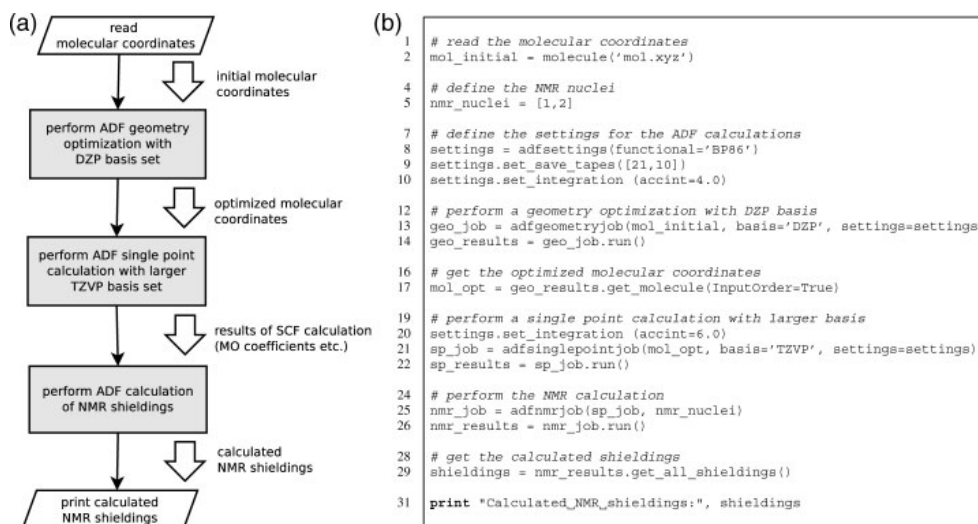 (a)
read
molecular coordinates
initial molecular
coordinates
perform ADF geometry
optimization with
DZP basis set
optimized molecular
coordinates
perform ADF single point
calculation with larger
TZVP basis set
results of SCF calculation
(MO coefficients etc.)
perform ADF calculation
of NMR shieldings
calculated
NMR shieldings
print calculated
NMR shieldings
(b)
1 # read the molecular coordinates
2 mol_initial = molecule('mol.xyz')
4 # define the NMR nuclei
5 nmr_nuclei = [1,2]
7 # define the settings for the ADF calculations
8 settings = adfsettings(functional='BP86')
9 settings.set_save_tapes([21,10])
10 settings.set_integration (accint=4.0)
12 # perform a geometry optimization with DZP basis
13 geo_job = adfgeometryjob(mol_initial, basis='DZP', settings=settings
14 geo_results = geo_job.run()
16 # get the optimized molecular coordinates
17 mol_opt = geo_results.get_molecule(InputOrder=True)
19 # perform a single point calculation with larger basis
20 settings.set_integration (accint=6.0)
21 sp_job = adfsinglepointjob(mol_opt, basis='TZVP', settings=settings)
22 sp_results = sp_job.run()
24 # perform the NMR calculation
25 nmr_job = adfnmrjob(sp_job, nmr_nuclei)
26 nmr_results = nmr_job.run()
28 # get the calculated shieldings
29 shieldings = nmr_results.get_all_shieldings()
31 print "Calculated␣NMR␣shieldings:", shieldings